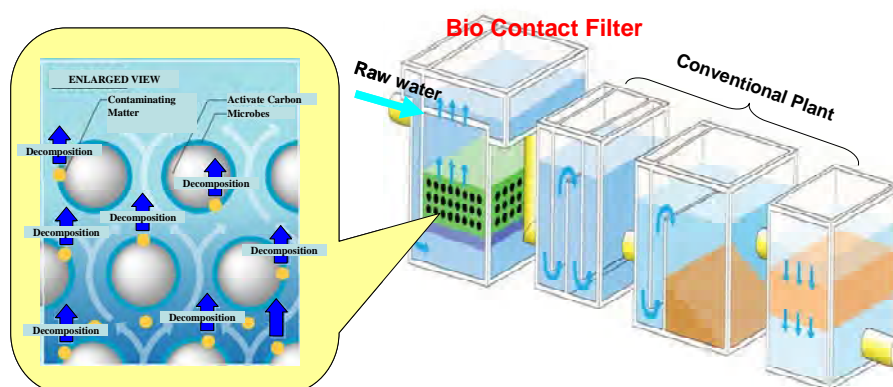 Bio Contact Filter
Raw water
Conventional Plant
ENLARGED VIEW
Contaminating
Matter
Activate Carbon
Microbes
Decomposition
Decomposition
Decomposition
Decomposition
Decomposition
Decomposition
Decomposition